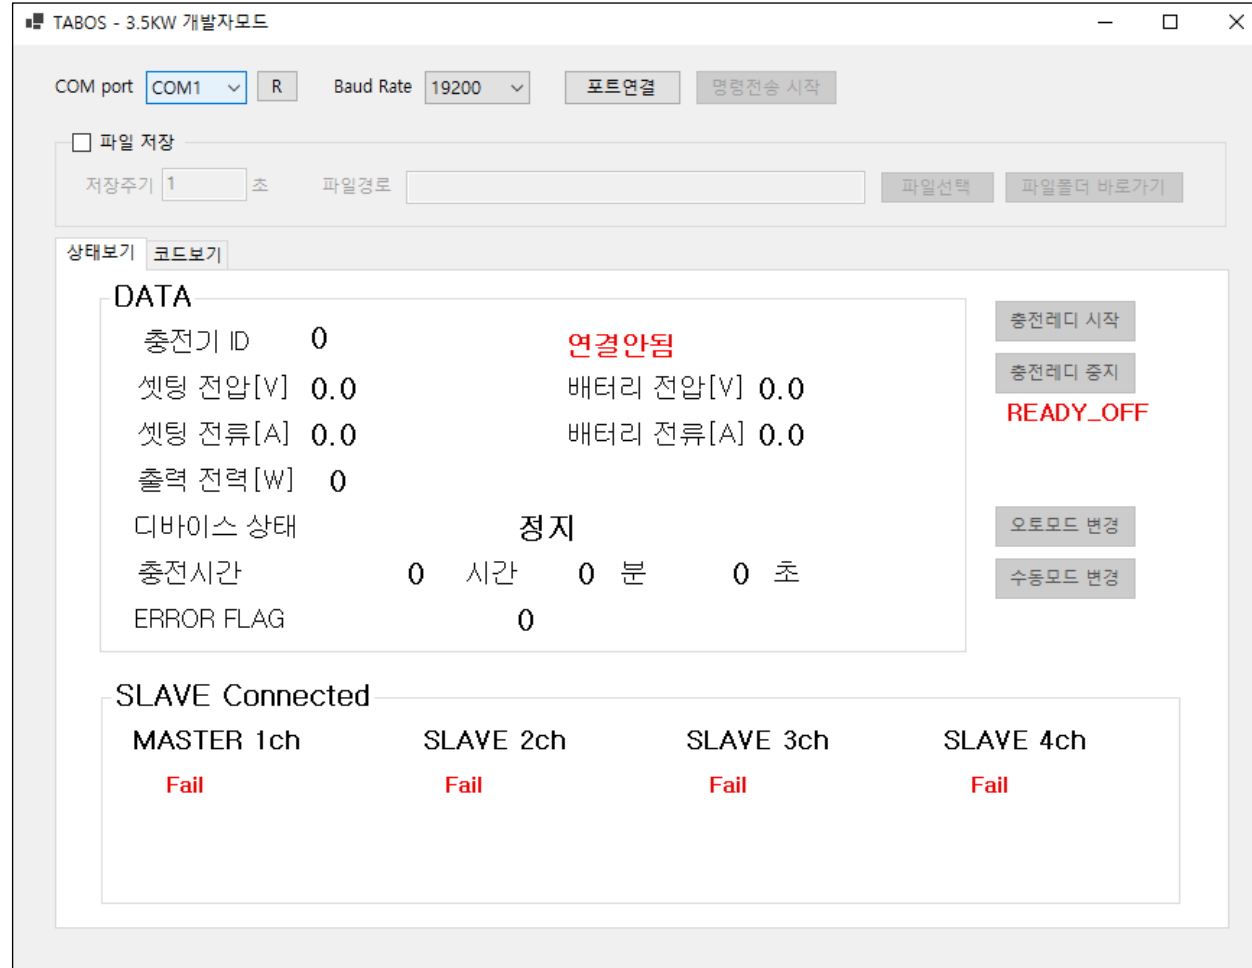 TABOS - 3.5KW 개발자모드
COM port COM1 R Baud Rate 19200 포트연결 명령전송 시작
파일 저장
저장주기 1 초 파일경로 파일선택 파일폴더 바로가기
상태보기 코드보기
DATA
충전기 ID 0 연결안됨 충전레디 시작
셋팅 전압[V] 0.0 배터리 전압[V] 0.0 충전레디 중지
READY_OFF
셋팅 전류[A] 0.0 배터리 전류[A] 0.0
출력 전력[W] 0
디바이스 상태 정지 오토모드 변경
충전시간 0 시간 0 분 0 초 수동모드 변경
ERROR FLAG 0
SLAVE Connected
MASTER 1ch SLAVE 2ch SLAVE 3ch SLAVE 4ch
Fail Fail Fail Fail